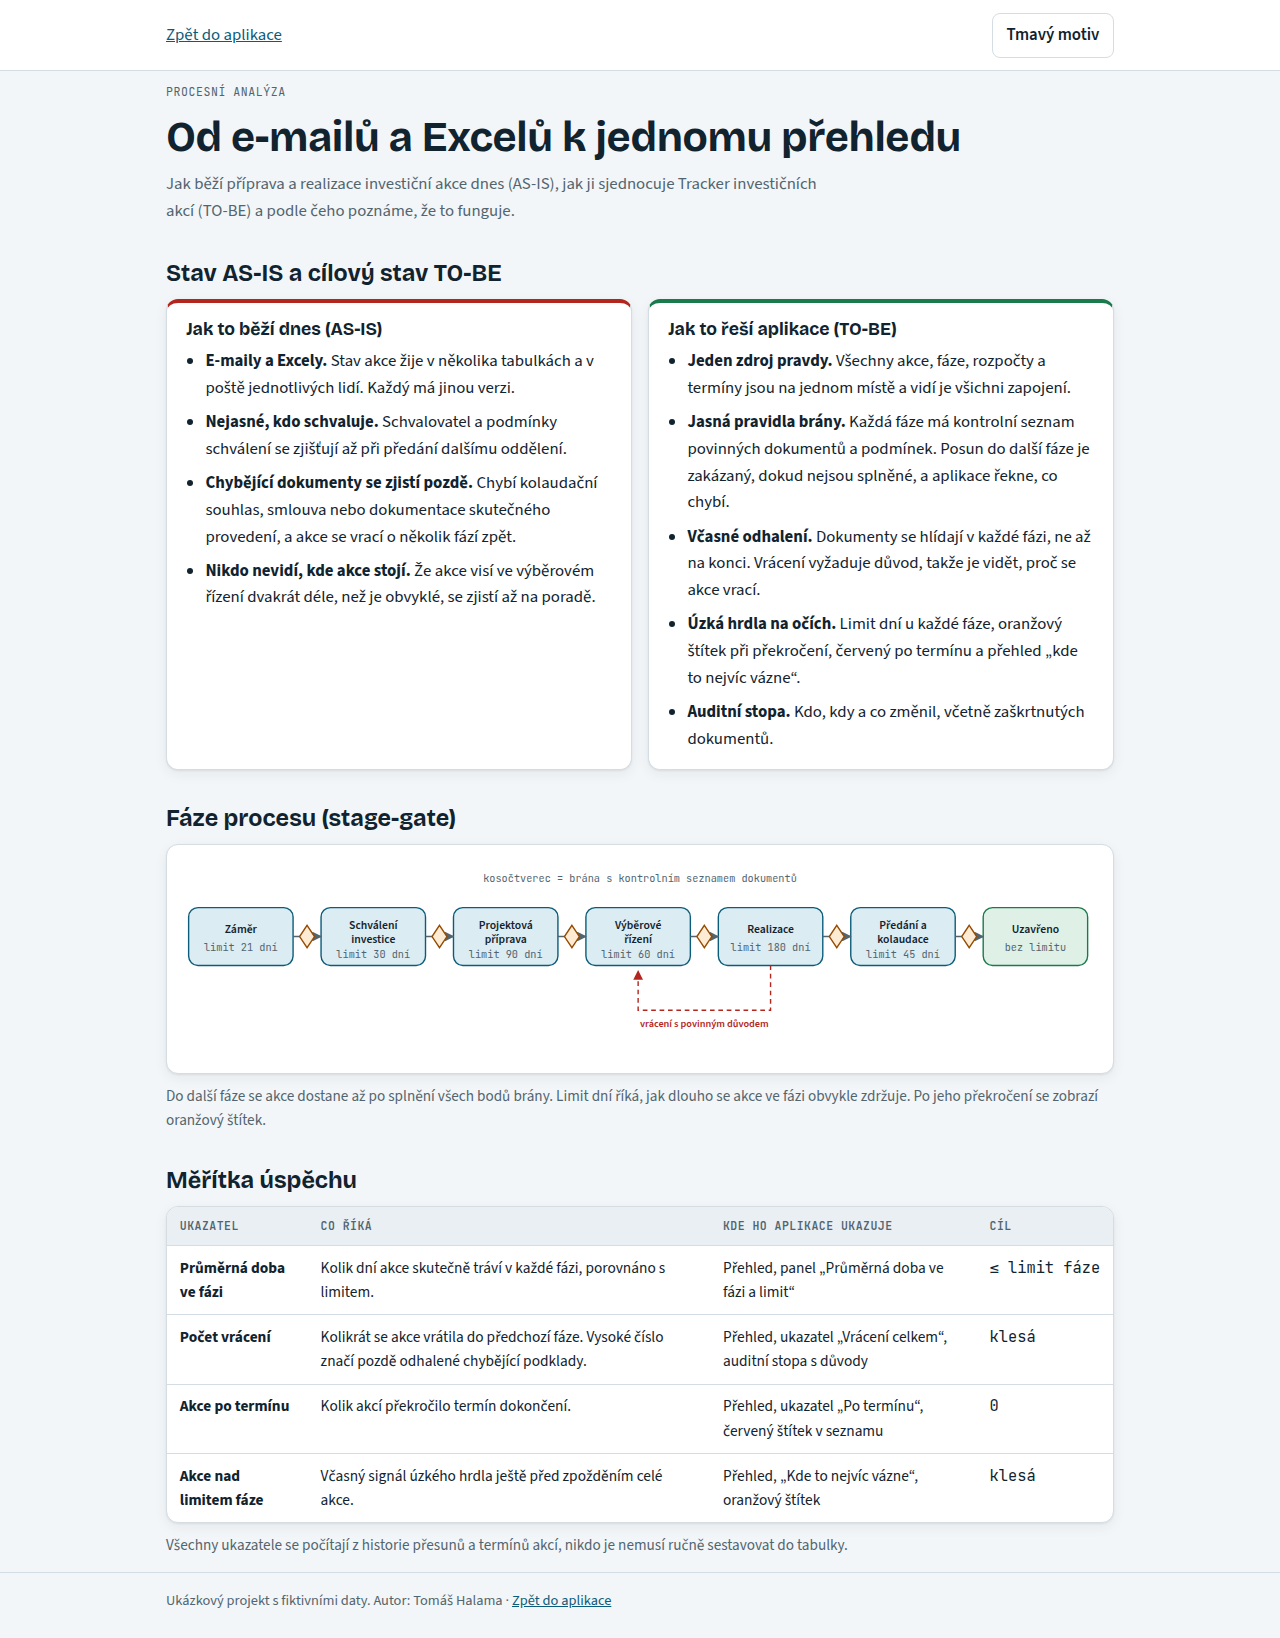 Zpět do aplikace
Tmavý motiv
PROCESNÍ ANALÝZA
Od e-mailů a Excelů k jednomu přehledu
Jak běží příprava a realizace investiční akce dnes (AS-IS), jak ji sjednocuje Tracker investičních
akcí (TO-BE) a podle čeho poznáme, že to funguje.
Stav AS-IS a cílový stav TO-BE
Jak to běží dnes (AS-IS)
E-maily a Excely. Stav akce žije v několika tabulkách a v
poště jednotlivých lidí. Každý má jinou verzi.
Nejasné, kdo schvaluje. Schvalovatel a podmínky
schválení se zjišťují až při předání dalšímu oddělení.
Chybějící dokumenty se zjistí pozdě. Chybí kolaudační
souhlas, smlouva nebo dokumentace skutečného
provedení, a akce se vrací o několik fází zpět.
Nikdo nevidí, kde akce stojí. Že akce visí ve výběrovém
řízení dvakrát déle, než je obvyklé, se zjistí až na poradě.
Jak to řeší aplikace (TO-BE)
Jeden zdroj pravdy. Všechny akce, fáze, rozpočty a
termíny jsou na jednom místě a vidí je všichni zapojení.
Jasná pravidla brány. Každá fáze má kontrolní seznam
povinných dokumentů a podmínek. Posun do další fáze je
zakázaný, dokud nejsou splněné, a aplikace řekne, co
chybí.
Včasné odhalení. Dokumenty se hlídají v každé fázi, ne až
na konci. Vrácení vyžaduje důvod, takže je vidět, proč se
akce vrací.
Úzká hrdla na očích. Limit dní u každé fáze, oranžový
štítek při překročení, červený po termínu a přehled „kde
to nejvíc vázne“.
Auditní stopa. Kdo, kdy a co změnil, včetně zaškrtnutých
dokumentů.
Fáze procesu (stage-gate)
kosočtverec = brána s kontrolním seznamem dokumentů
Záměr
limit 21 dní
Schválení
investice
limit 30 dní
Projektová
příprava
limit 90 dní
Výběrové
řízení
limit 60 dní
Realizace
limit 180 dní
Předání a
kolaudace
limit 45 dní
Uzavřeno
bez limitu
vrácení s povinným důvodem
Do další fáze se akce dostane až po splnění všech bodů brány. Limit dní říká, jak dlouho se akce ve fázi obvykle zdržuje. Po jeho překročení se zobrazí
oranžový štítek.
Měřítka úspěchu
UKAZATEL CO ŘÍKÁ KDE HO APLIKACE UKAZUJE CÍL
Průměrná doba
ve fázi
Kolik dní akce skutečně tráví v každé fázi, porovnáno s
limitem.
Přehled, panel „Průměrná doba ve
fázi a limit“
≤ limit fáze
Počet vrácení
Kolikrát se akce vrátila do předchozí fáze. Vysoké číslo
značí pozdě odhalené chybějící podklady.
Přehled, ukazatel „Vrácení celkem“,
auditní stopa s důvody
klesá
Akce po termínu
Kolik akcí překročilo termín dokončení.
Přehled, ukazatel „Po termínu“,
červený štítek v seznamu
0
Akce nad
limitem fáze
Včasný signál úzkého hrdla ještě před zpožděním celé
akce.
Přehled, „Kde to nejvíc vázne“,
oranžový štítek
klesá
Všechny ukazatele se počítají z historie přesunů a termínů akcí, nikdo je nemusí ručně sestavovat do tabulky.
Ukázkový projekt s fiktivními daty. Autor: Tomáš Halama · Zpět do aplikace